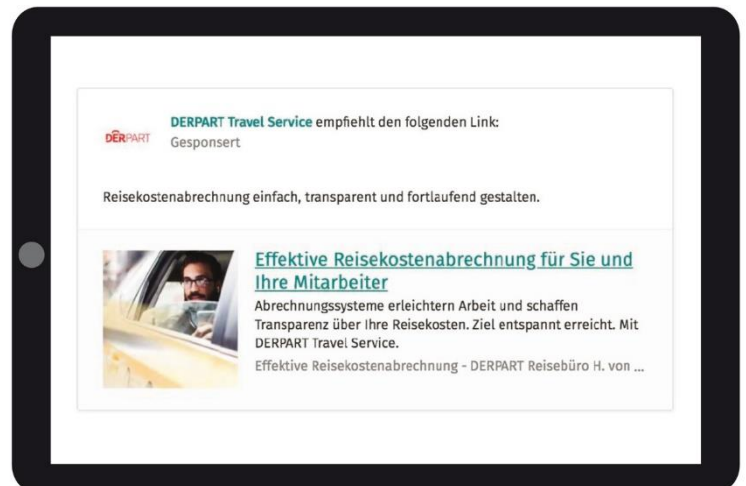 DERPART
DERPART Travel Service empfiehlt den folgenden Link:
Gesponsert
Reisekostenabrechnung einfach, transparent und fortlaufend gestalten.
Effektive Reisekostenabrechnung für Sie und
Ihre Mitarbeiter
Abrechnungssysteme erleichtern Arbeit und schaffen
Transparenz über Ihre Reisekosten. Ziel entspannt erreicht. Mit
DERPART Travel Service.
Effektive Reisekostenabrechnung - DERPART Reisebüro H. von ...